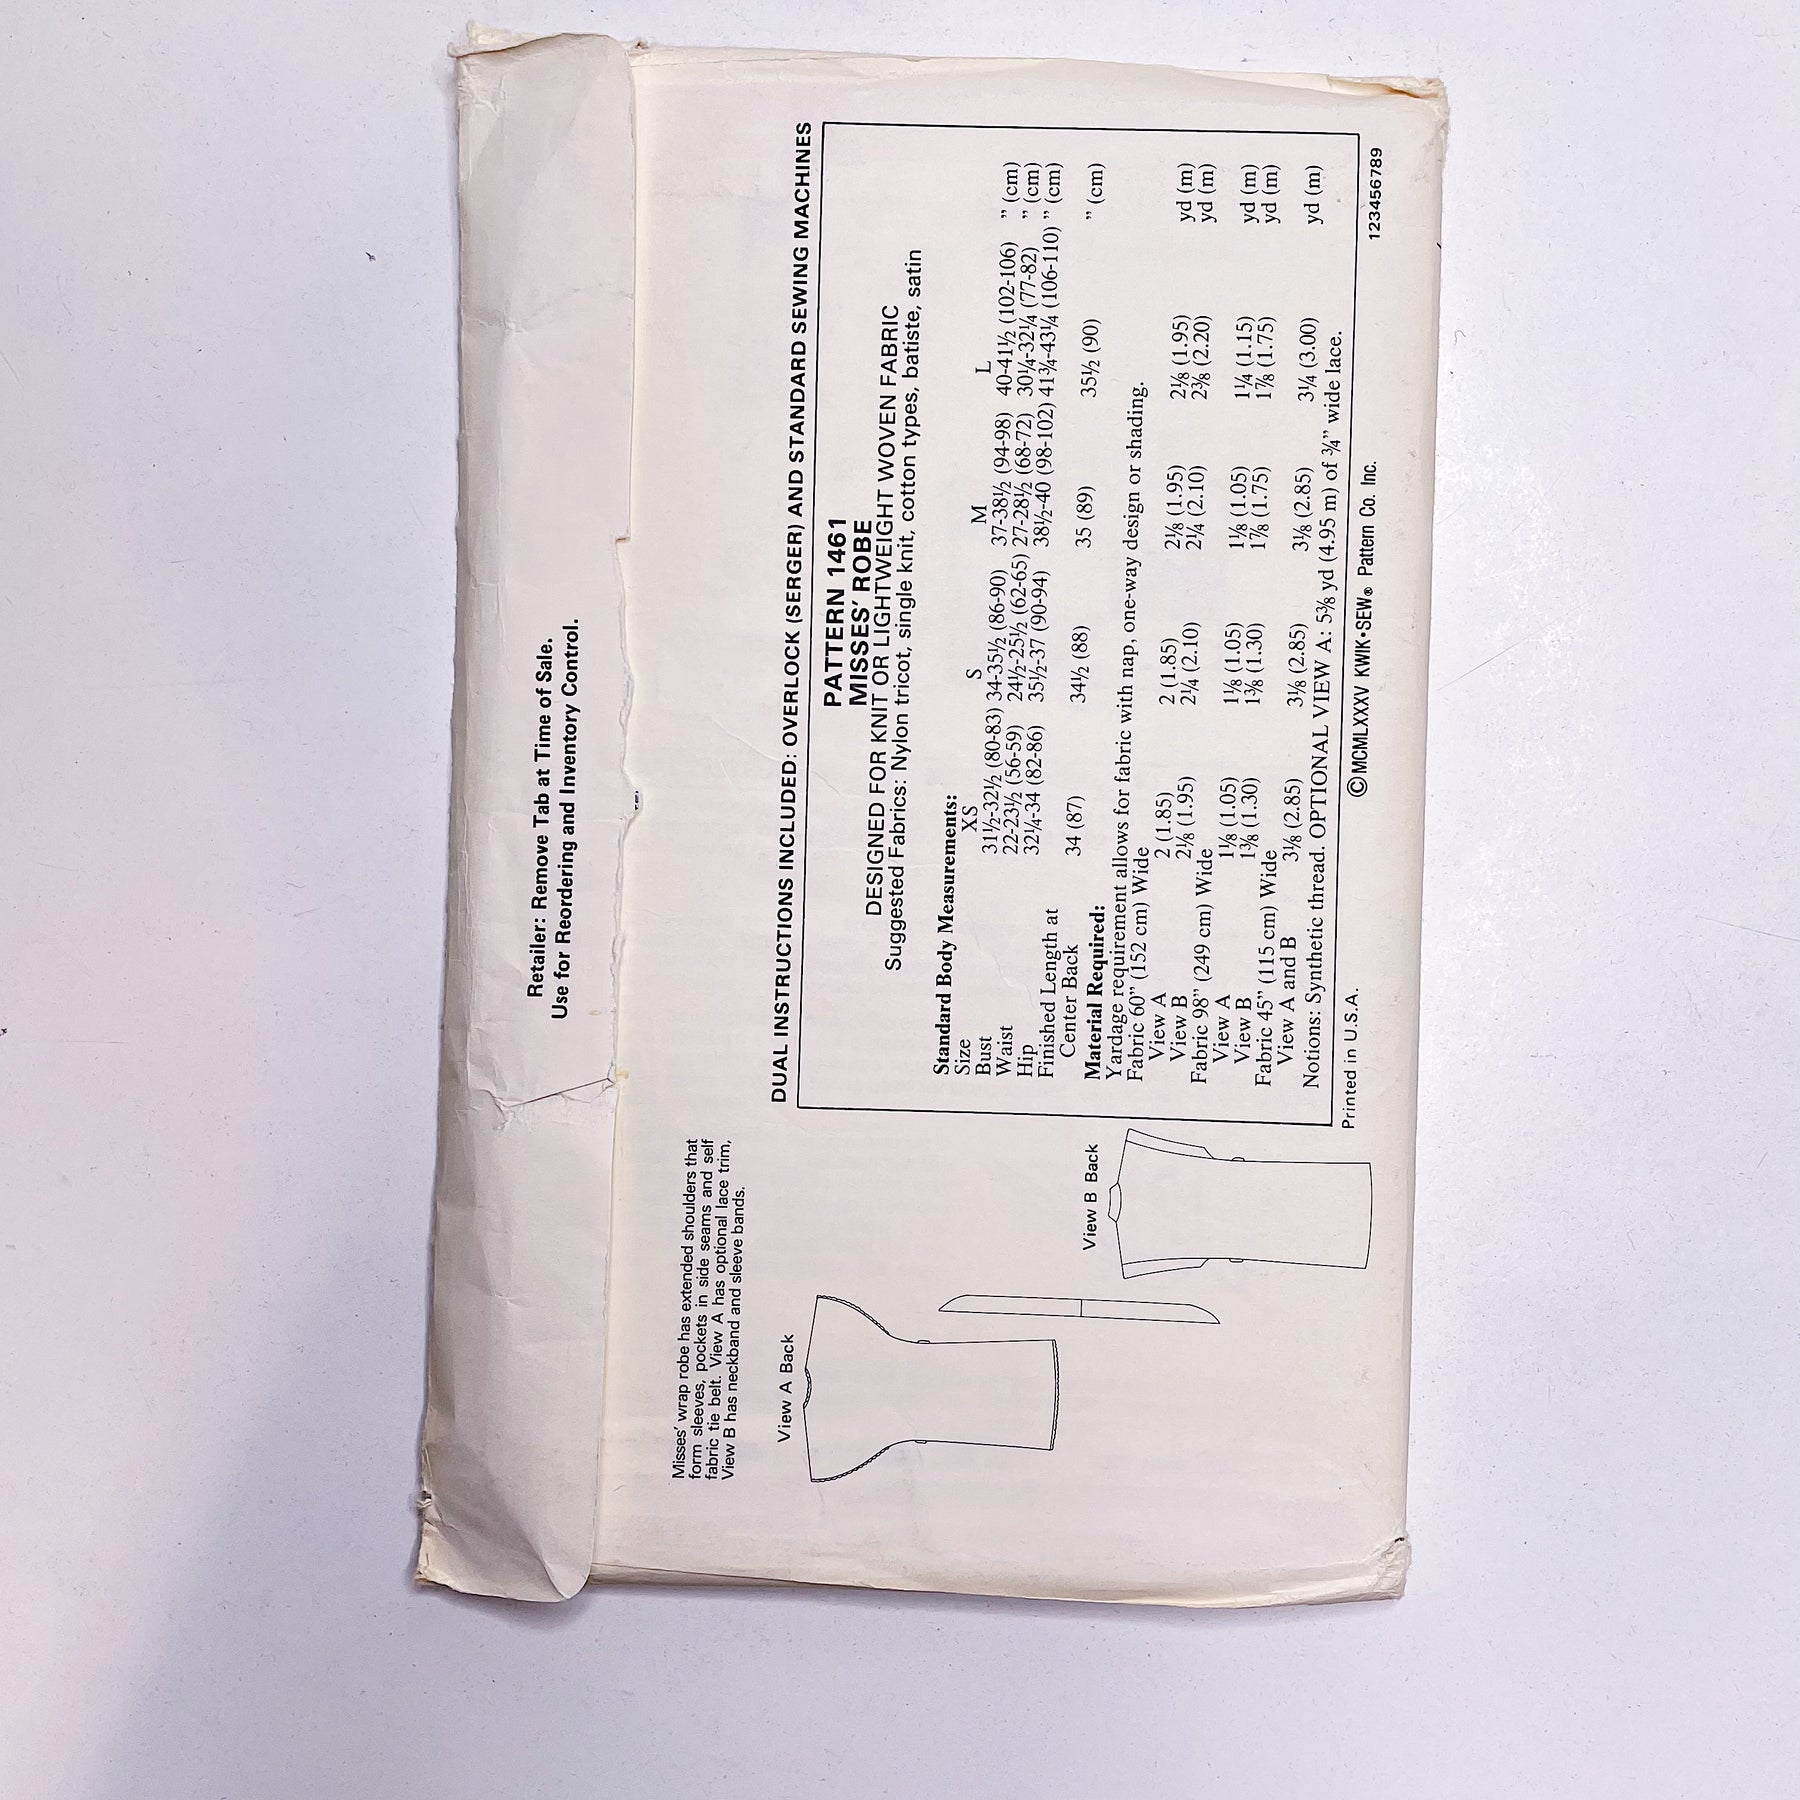 Retailer: Remove Tab at Time of Sale.
Use for Reordering and Inventory Control.
Misses’ wrap robe has extended shoulders that
form sleeves, pockets in side seams and self
fabric tie belt. View A has optional lace trim,
View B has neckband and sleeve bands.
View A Back
View B Back
DUAL INSTRUCTIONS INCLUDED: OVERLOCK (SERGER) AND STANDARD SEWING MACHINES
PATTERN 1461
MISSES’ ROBE
DESIGNED FOR KNIT OR LIGHTWEIGHT WOVEN FABRIC
Suggested Fabrics: Nylon tricot, single knit, cotton types, batiste, satin
Standard Body Measurements:
Size XS S M L
Bust 31½-32½ (80-83) 34-35½ (86-90) 37-38½ (94-98) 40-41½ (102-106) ” (cm)
Waist 22-23½ (56-59) 24½-25½ (62-65) 27-28½ (68-72) 30¼-32¼ (77-82) ” (cm)
Hip 32¼-34 (82-86) 35½-37 (90-94) 38½-40 (98-102) 41¾-43¼ (106-110) ” (cm)
Finished Length at
Center Back 34 (87) 34½ (88) 35 (89) 35½ (90) ” (cm)
Material Required:
Yardage requirement allows for fabric with nap, one-way design or shading.
Fabric 60” (152 cm) Wide
View A 2 (1.85) 2 (1.85) 2⅛ (1.95) 2⅛ (1.95) yd (m)
View B 2⅛ (1.95) 2¼ (2.10) 2¼ (2.10) 2⅜ (2.20) yd (m)
Fabric 98” (249 cm) Wide
View A 1⅛ (1.05) 1⅛ (1.05) 1⅛ (1.05) 1¼ (1.15) yd (m)
View B 1⅜ (1.30) 1⅜ (1.30) 1⅞ (1.75) 1⅞ (1.75) yd (m)
Fabric 45” (115 cm) Wide
View A and B 3⅛ (2.85) 3⅛ (2.85) 3⅛ (2.85) 3¼ (3.00) yd (m)
Notions: Synthetic thread. OPTIONAL VIEW A: 5⅜ yd (4.95 m) of ¾” wide lace.
Printed in U.S.A. ©MCMLXXXV KWIK•SEW® Pattern Co. Inc. 123456789